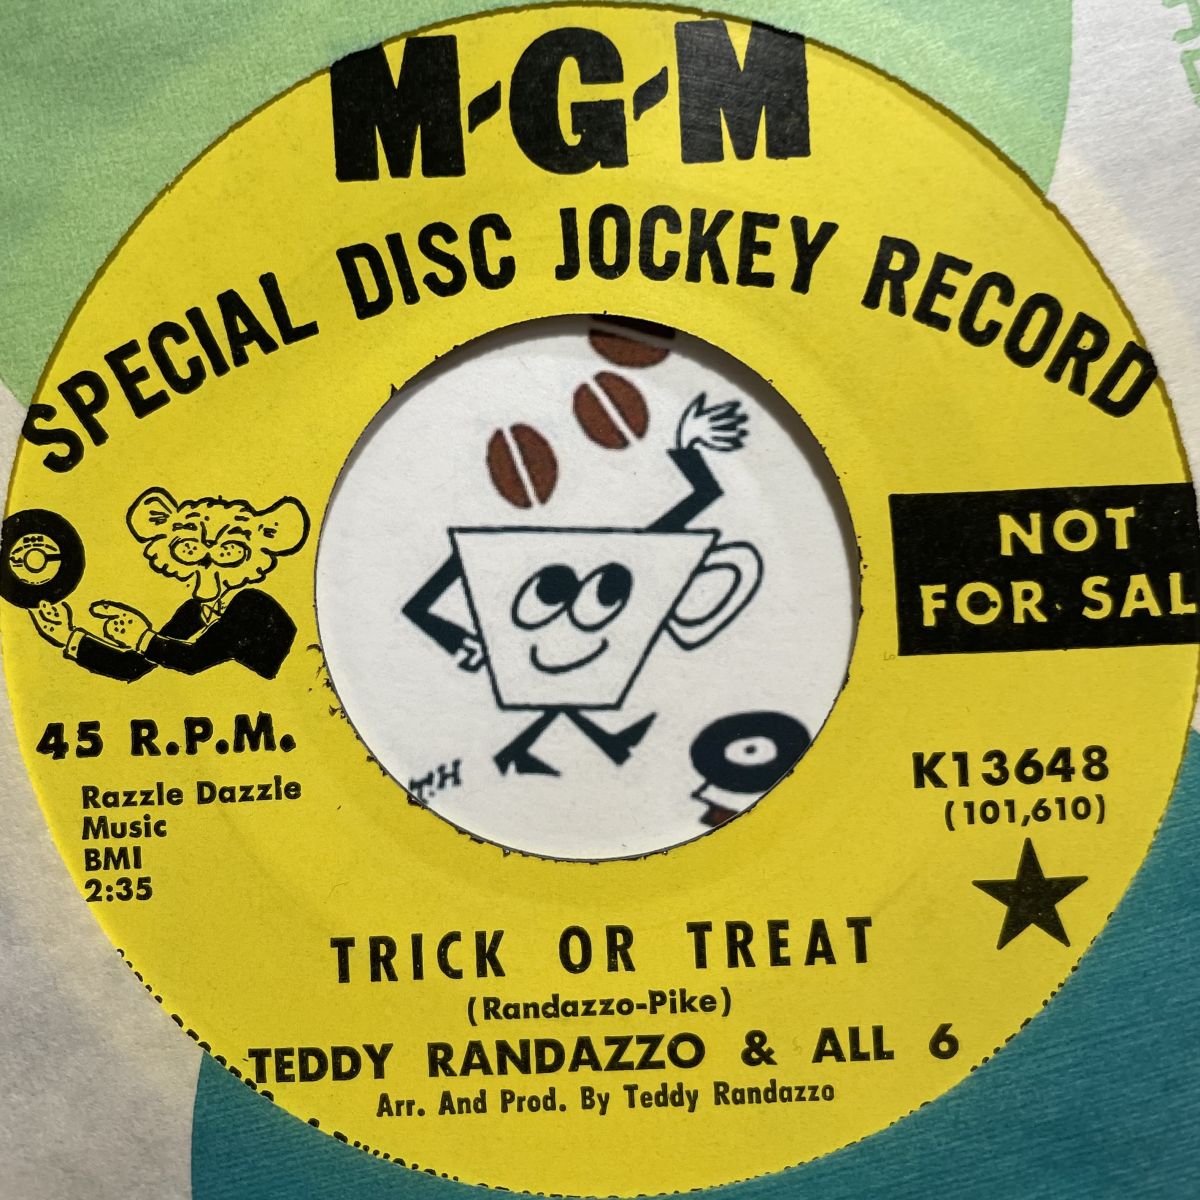 M-G-M
SPECIAL DISC JOCKEY RECORD
NOT
FOR SAL
45 R.P.M.
Razzle Dazzle
Music
BMI
2:35
K13648
(101,610)
T.H
TRICK OR TREAT
(Randazzo-Pike)
TEDDY RANDAZZO & ALL 6
Arr. And Prod. By Teddy Randazzo